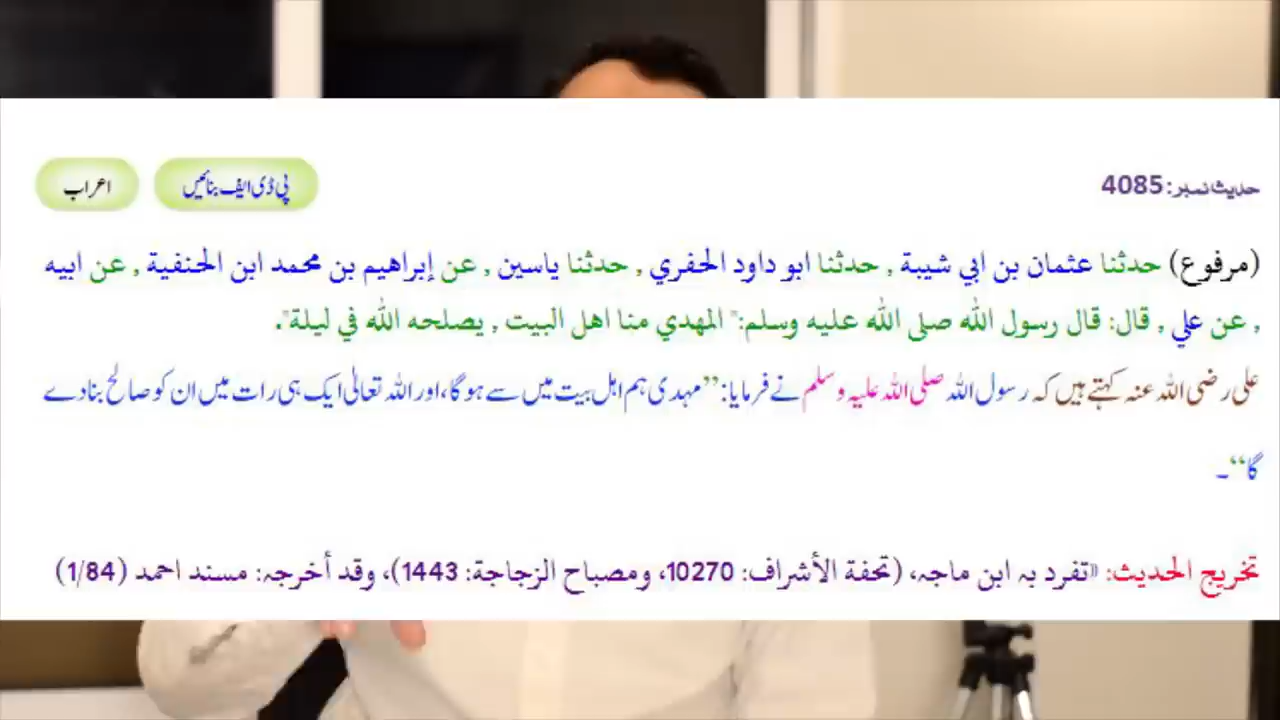 حدیث نمبر: 4085
پی ڈی ایف بنائیں
اعراب
(مرفوع) حدثنا عثمان بن ابي شيبة , حدثنا ابو داود الحفري , حدثنا ياسين , عن إبراهيم بن محمد ابن الحنفية , عن ابيه
, عن علي , قال: قال رسول الله صلى الله عليه وسلم:" المهدي منا اهل البيت , يصلحه الله في ليلة".
علی رضی اللہ عنہ کہتے ہیں کہ رسول اللہ صلی اللہ علیہ وسلم نے فرمایا: ”مہدی ہم اہل بیت میں سے ہو گا، اور اللہ تعالیٰ ایک ہی رات میں ان کو صالح بنا دے
گا“۔
تخریج الحدیث: «تفرد بہ ابن ماجہ، (تحفة الأشراف: 10270، ومصباح الزجاجة: 1443)، وقد أخرجہ: مسند احمد (1/84)